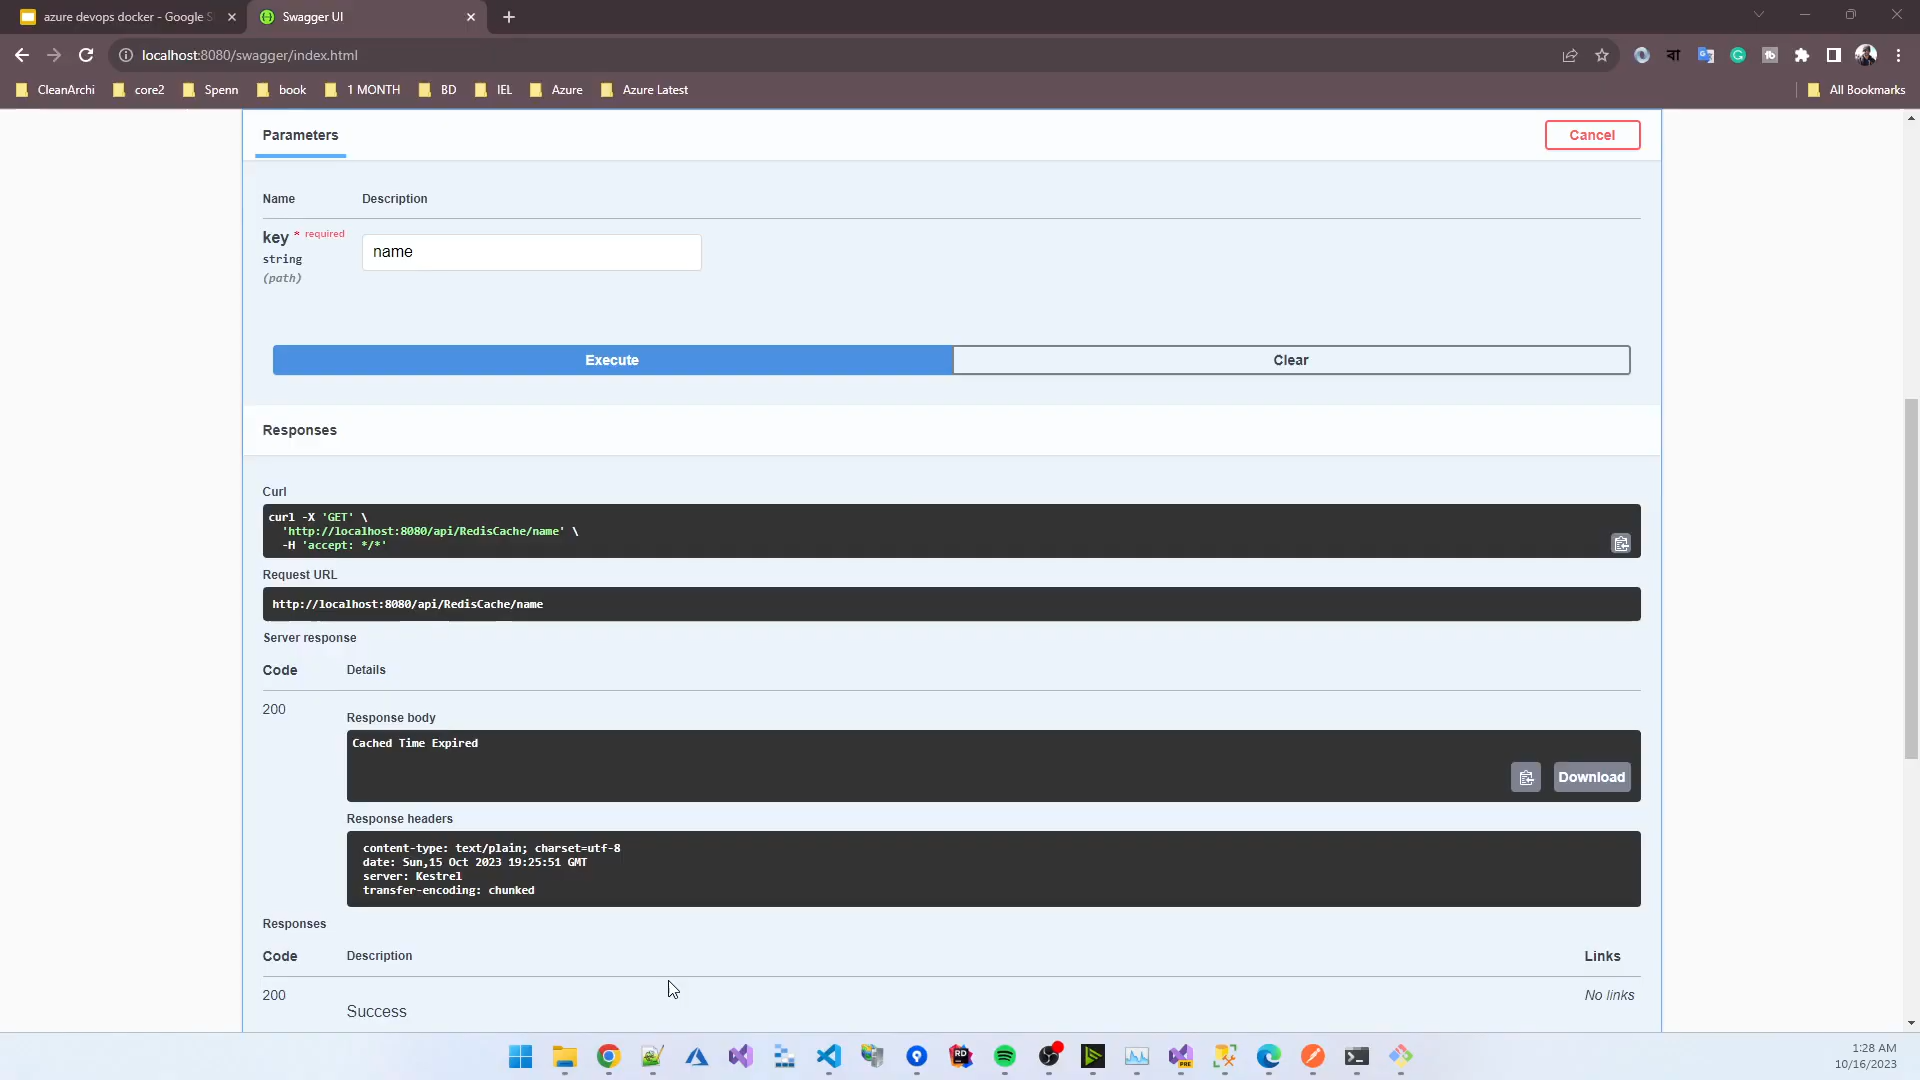 azure devops docker - Google S
Swagger UI
localhost:8080/swagger/index.html
CleanArchi
core2
Spenn
book
1 MONTH
BD
IEL
Azure
Azure Latest
All Bookmarks
Parameters
Cancel
Name
Description
key * required
string
(path)
name
Execute
Clear
Responses
Curl
curl -X 'GET' \
'http://localhost:8080/api/RedisCache/name' \
-H 'accept: */*'
Request URL
http://localhost:8080/api/RedisCache/name
Server response
Code
Details
200
Response body
Cached Time Expired
Download
Response headers
content-type: text/plain; charset=utf-8
date: Sun,15 Oct 2023 19:25:51 GMT
server: Kestrel
transfer-encoding: chunked
Responses
Code
Description
Links
200
Success
No links
1:28 AM
10/16/2023